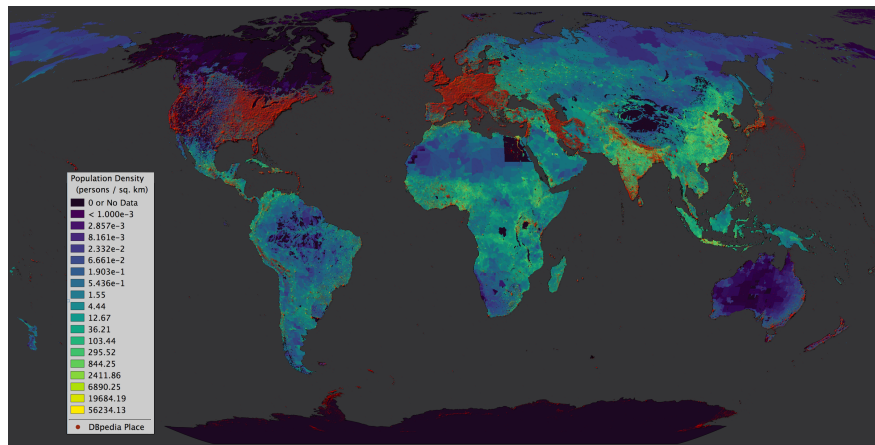 Population Density
(persons / sq. km)
0 or No Data
< 1.000e-3
2.857e-3
8.161e-3
2.332e-2
6.661e-2
1.903e-1
5.436e-1
1.55
4.44
12.67
36.21
103.44
295.52
844.25
2411.86
6890.25
19684.19
56234.13
DBpedia Place